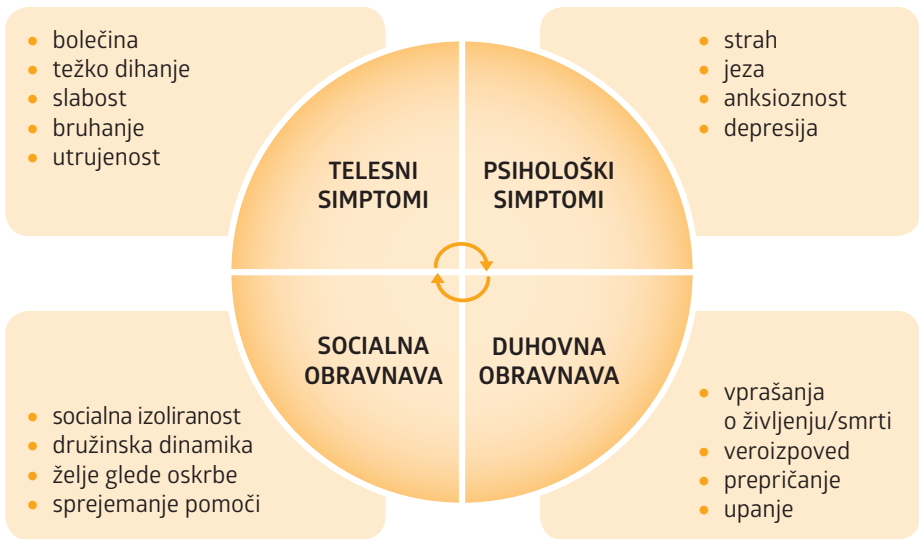 • bolečina
• težko dihanje
• slabost
• bruhanje
• utrujenost
TELESNI
SIMPTOMI
• strah
• jeza
• anksioznost
• depresija
PSIHOLOŠKI
SIMPTOMI
SOCIALNA
OBRAVNAVA
• socialna izoliranost
• družinska dinamika
• želje glede oskrbe
• sprejemanje pomoči
DUHOVNA
OBRAVNAVA
• vprašanja
o življenju/smrti
• veroizpoved
• prepričanje
• upanje